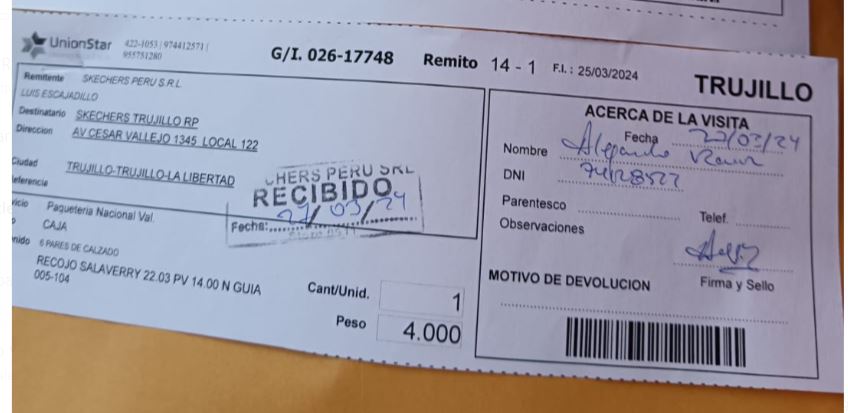 UnionStar 422-1053 | 974412571 |
955751280
G/I. 026-17748 Remito 14 - 1 F.I. : 25/03/2024
TRUJILLO
Remitente SKECHERS PERU S.R.L
LUIS ESCAJADILLO
Destinatario SKECHERS TRUJILLO RP
Direccion AV CESAR VALLEJO 1345 LOCAL 122
Ciudad TRUJILLO-TRUJILLO-LA LIBERTAD
eferencia
icio Paqueteria Nacional Val.
CAJA
nido 6 PARES DE CALZADO
RECOJO SALAVERRY 22.03 PV 14.00 N GUIA
005-104
CHERS PERU SRL
RECIBIDO
Fecha: 27/03/24
Cant/Unid. 1
Peso 4.000
ACERCA DE LA VISITA
Fecha 27/03/24
Nombre Alejandro
DNI
Parentesco
Telef.
Observaciones
Firma y Sello
MOTIVO DE DEVOLUCION